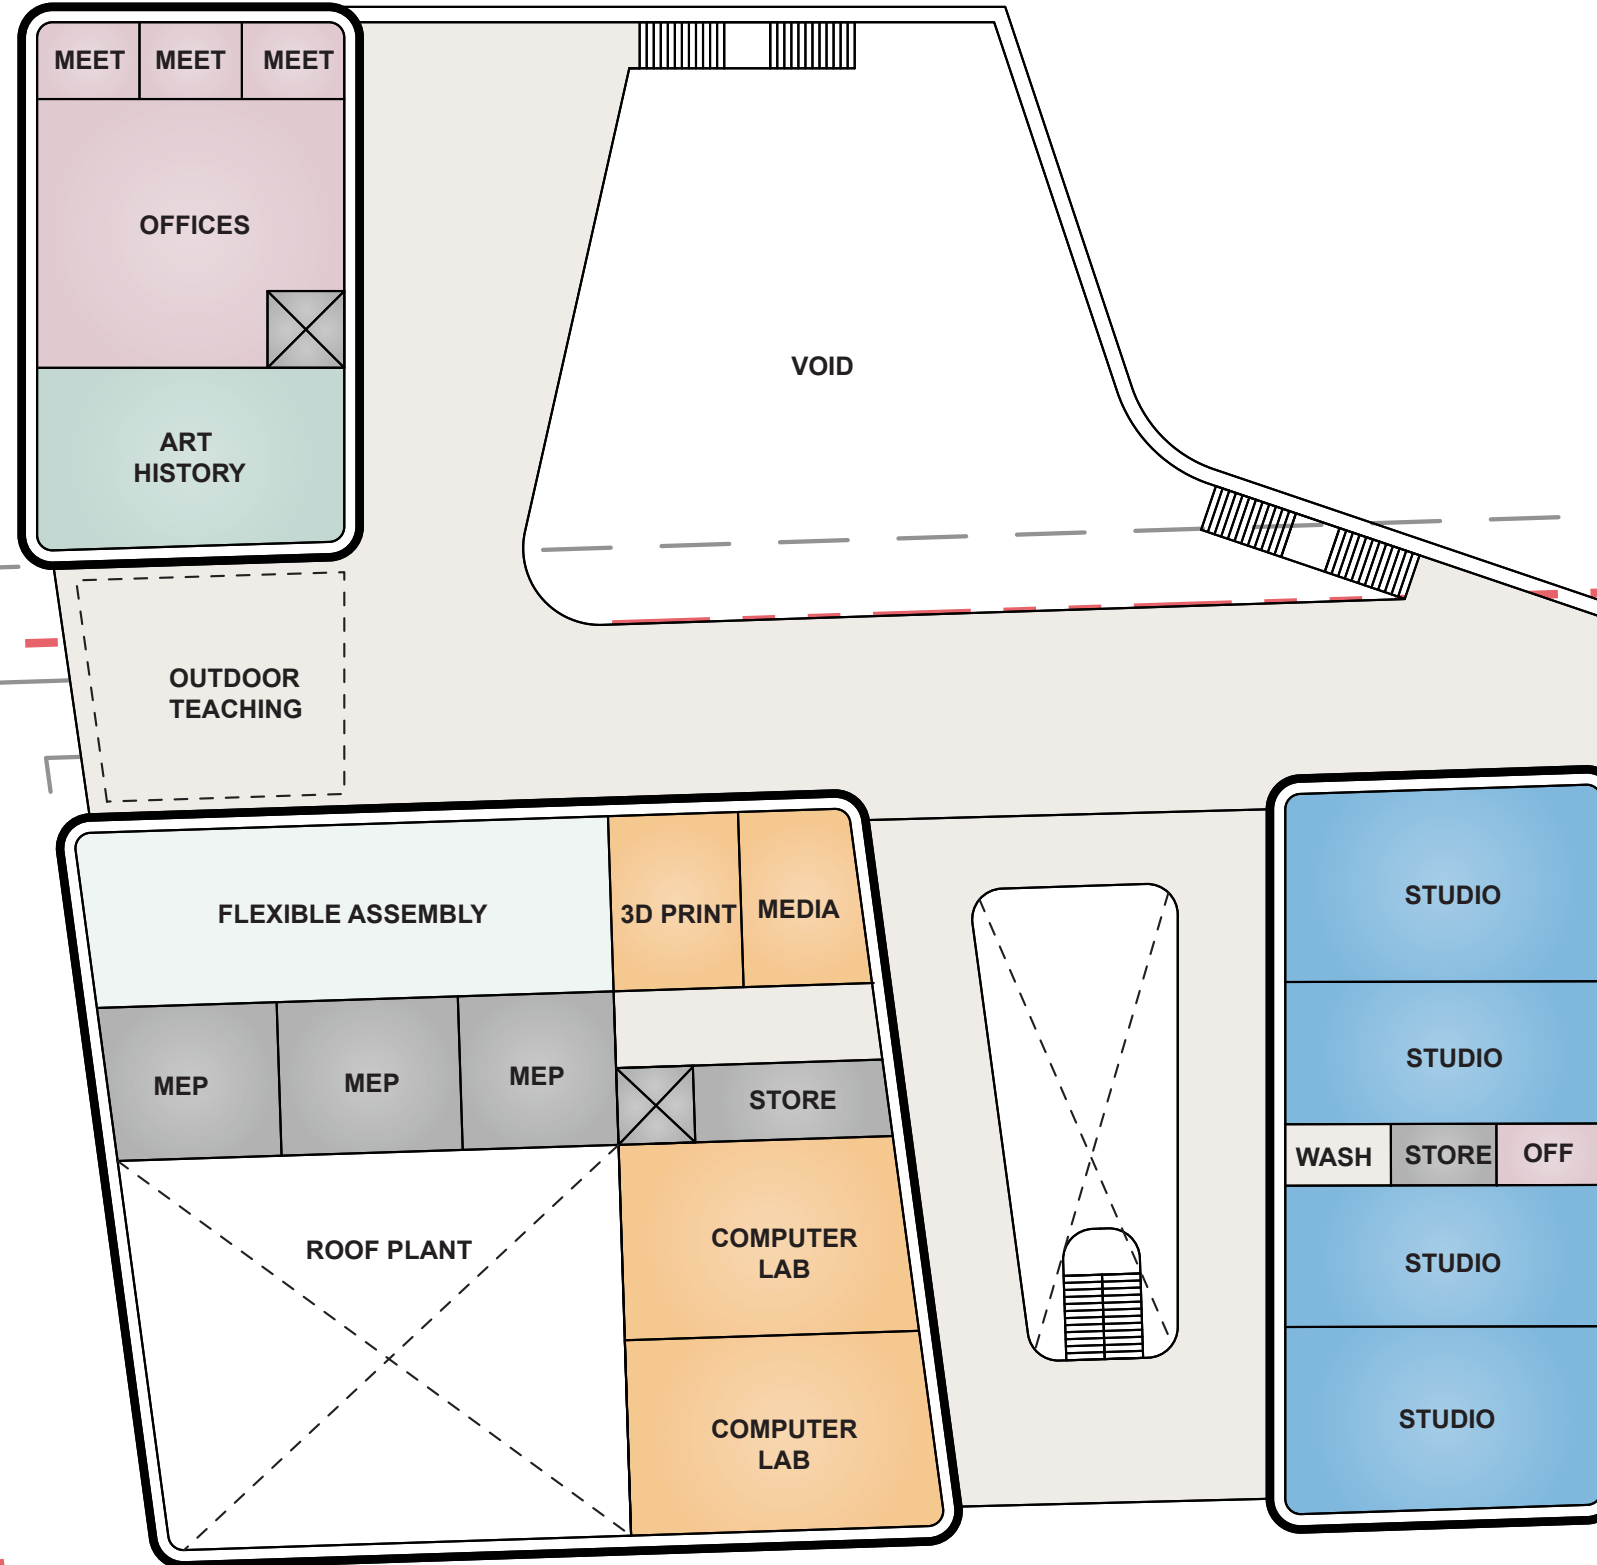 MEET
MEET
MEET
OFFICES
VOID
ART
HISTORY
OUTDOOR
TEACHING
FLEXIBLE ASSEMBLY
3D PRINT
MEDIA
STUDIO
MEP
MEP
MEP
STORE
STUDIO
WASH
STORE
OFF
ROOF PLANT
COMPUTER
LAB
STUDIO
COMPUTER
LAB
STUDIO